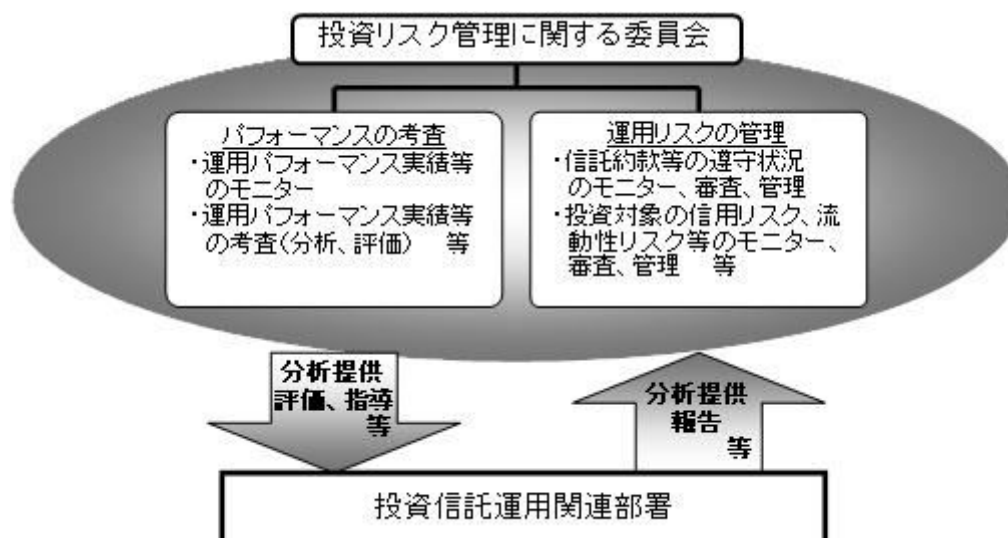 投資リスク管理に関する委員会
パフォーマンスの考査
・運用パフォーマンス実績等
のモニター
・運用パフォーマンス実績等
の考査(分析、評価) 等
運用リスクの管理
・信託約款等の遵守状況
のモニター、審査、管理
・投資対象の信用リスク、流
動性リスク等のモニター、
審査、管理 等
分析提供
評価、指導
等
分析提供
報告
等
投資信託運用関連部署